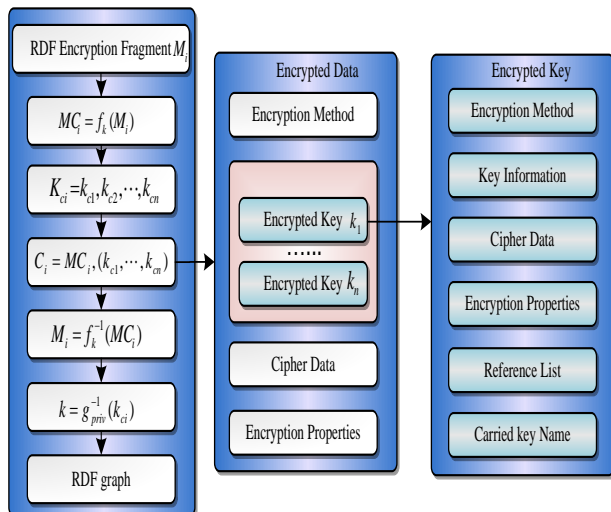 RDF Encryption Fragment M_i
MC_i = f_k(M_i)
K_ci = k_c1, k_c2, ⋯, k_cn
C_i = MC_i, (k_c1, ⋯, k_cn)
M_i = f_k^-1(MC_i)
k = g_priv^-1(k_ci)
RDF graph
Encrypted Data
Encryption Method
Encrypted Key k_1
......
Encrypted Key k_n
Cipher Data
Encryption Properties
Encrypted Key
Encryption Method
Key Information
Cipher Data
Encryption Properties
Reference List
Carried key Name